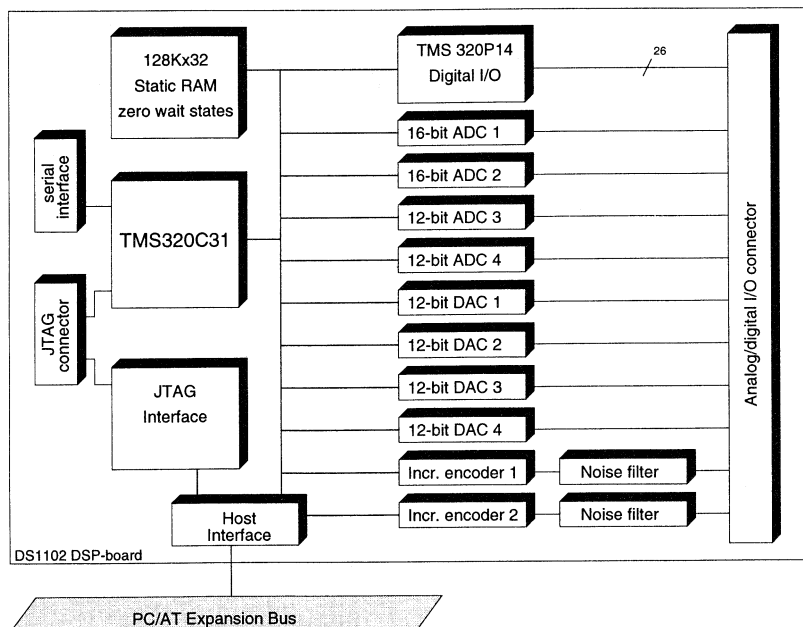 128Kx32
Static RAM
zero wait states
TMS 320P14
Digital I/O
26
16-bit ADC 1
16-bit ADC 2
serial
interface
TMS320C31
12-bit ADC 3
12-bit ADC 4
JTAG
connector
12-bit DAC 1
12-bit DAC 2
JTAG
Interface
12-bit DAC 3
12-bit DAC 4
Analog/digital I/O connector
Incr. encoder 1
Noise filter
Host
Interface
Incr. encoder 2
Noise filter
DS1102 DSP-board
PC/AT Expansion Bus